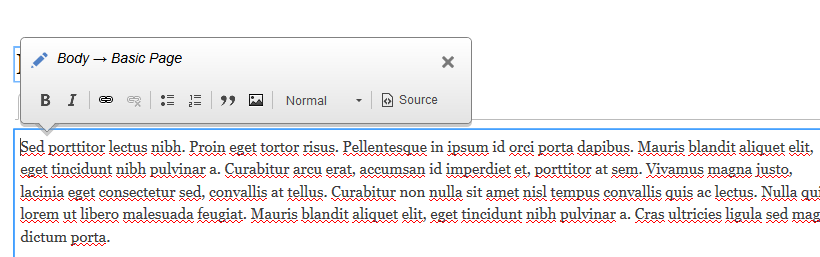 Body → Basic Page
B I Normal Source
Sed porttitor lectus nibh. Proin eget tortor risus. Pellentesque in ipsum id orci porta dapibus. Mauris blandit aliquet elit,
eget tincidunt nibh pulvinar a. Curabitur arcu erat, accumsan id imperdiet et, porttitor at sem. Vivamus magna justo,
lacinia eget consectetur sed, convallis at tellus. Curabitur non nulla sit amet nisl tempus convallis quis ac lectus. Nulla
lorem ut libero malesuada feugiat. Mauris blandit aliquet elit, eget tincidunt nibh pulvinar a. Cras ultricies ligula sed
dictum porta.